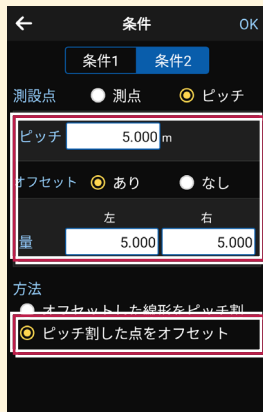 条件 OK
条件1 条件2
測設点 測点 ピッチ
ピッチ 5.000 m
オフセット あり なし
左 右
量 5.000 5.000
方法
オフセットした線形をピッチ割
ピッチ割した点をオフセット